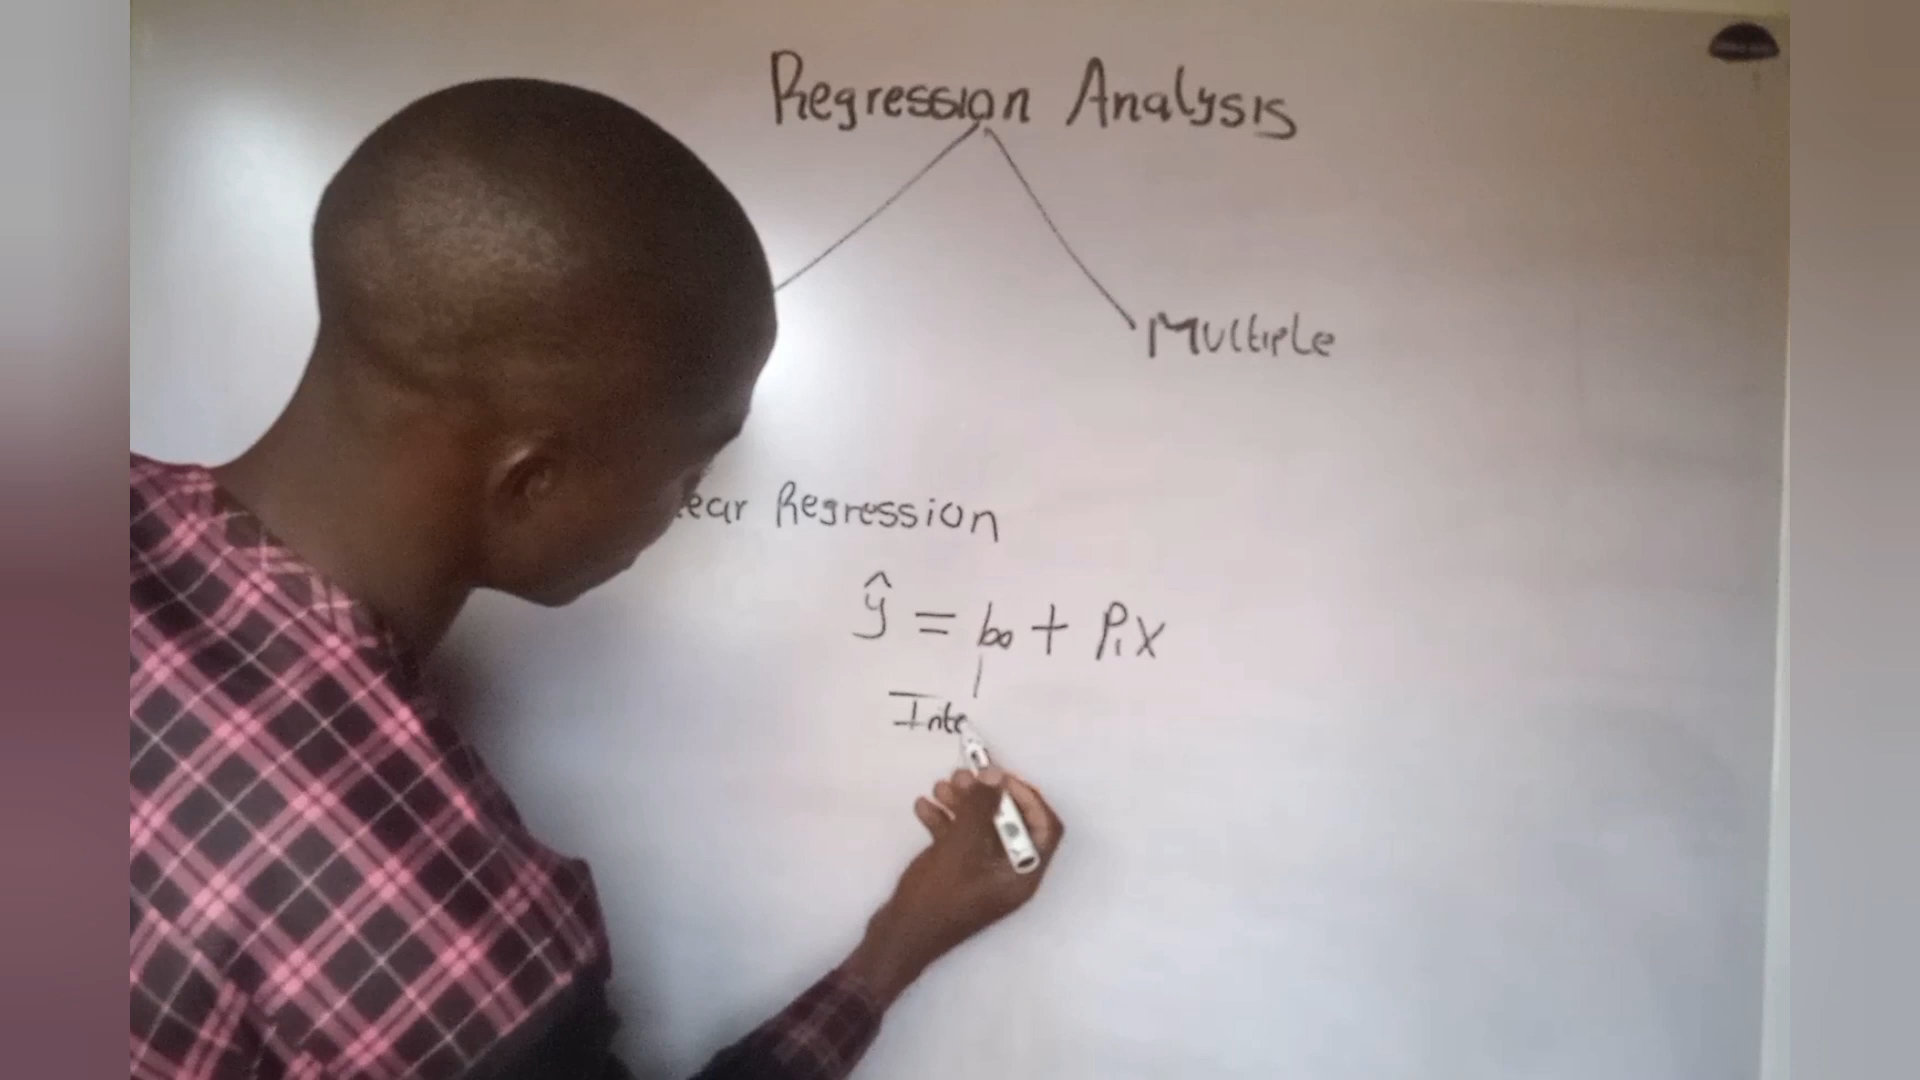 Regression Analysis
Multiple
ear Regression
ŷ = b₀ + β₁x
Inte